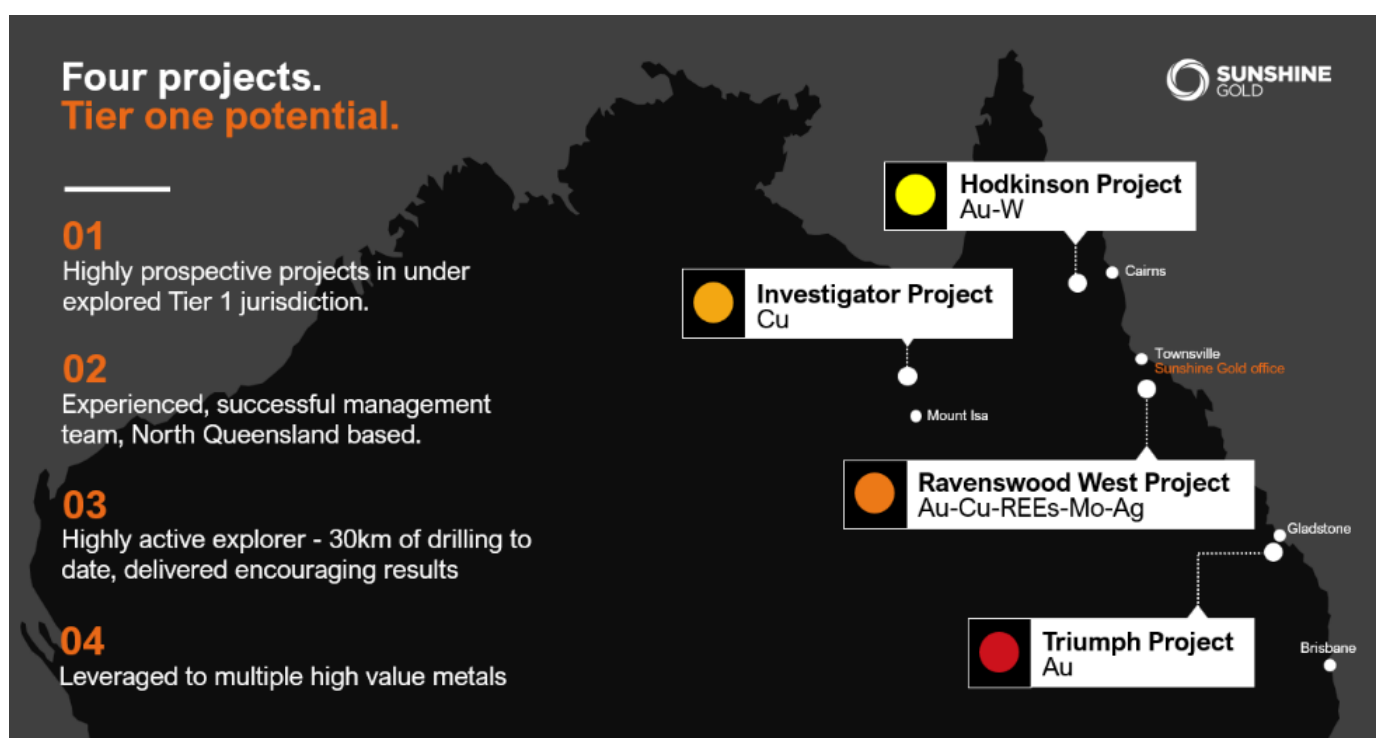 Four projects.
Tier one potential.
01
Highly prospective projects in under
explored Tier 1 jurisdiction.
02
Experienced, successful management
team, North Queensland based.
03
Highly active explorer - 30km of drilling to
date, delivered encouraging results
04
Leveraged to multiple high value metals
SUNSHINE
GOLD
Hodkinson Project
Au-W
Cairns
Investigator Project
Cu
Townsville
Sunshine Gold office
Mount Isa
Ravenswood West Project
Au-Cu-REEs-Mo-Ag
Gladstone
Triumph Project
Au
Brisbane